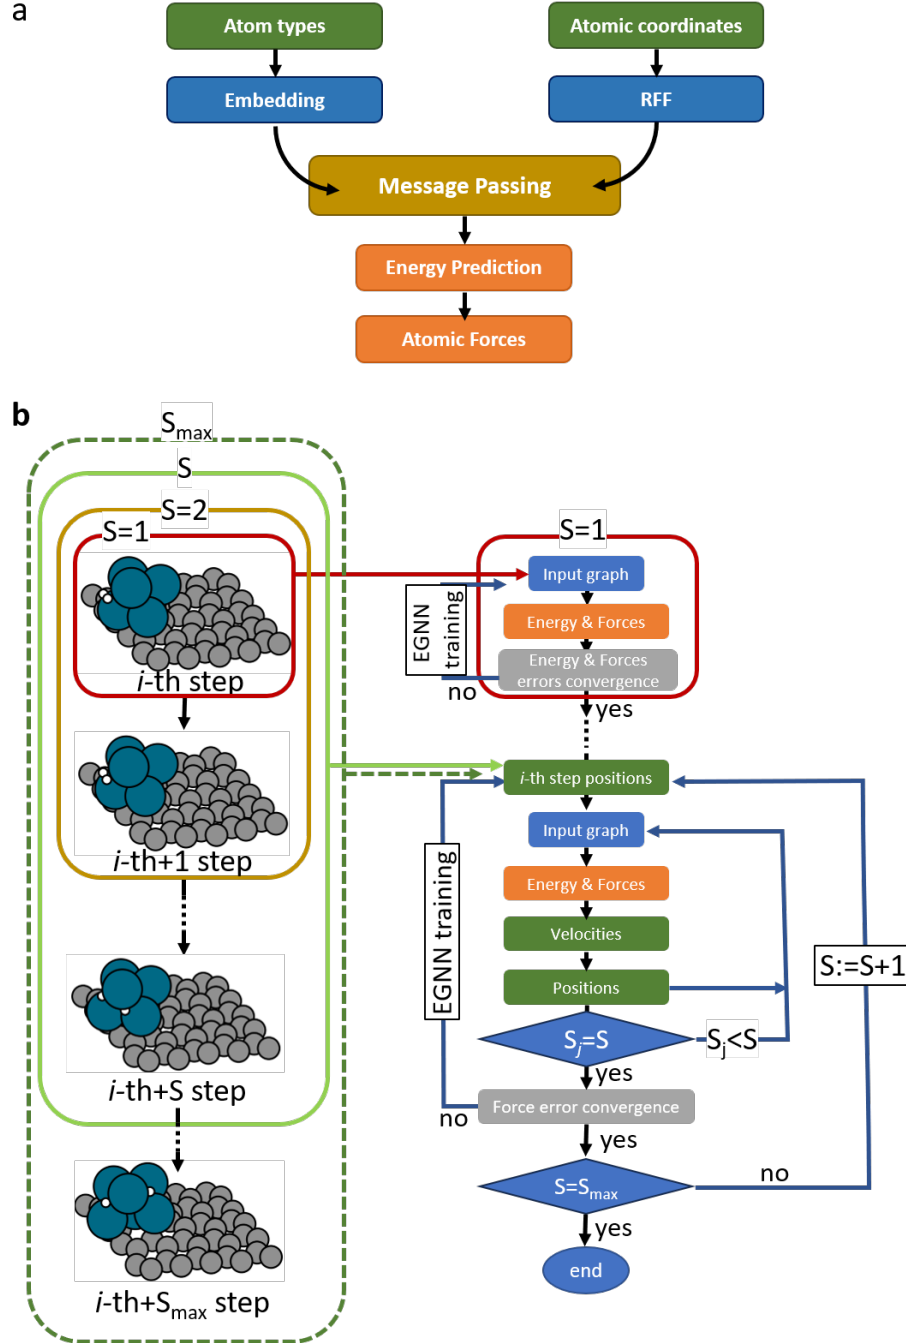 a
Atom types
Atomic coordinates
Embedding
RFF
Message Passing
Energy Prediction
Atomic Forces
b
Smax
S
S=2
S=1
i-th step
i-th+1 step
i-th+S step
i-th+Smax step
S=1
Input graph
EGNN
training
Energy & Forces
Energy & Forces
errors convergence
no
yes
i-th step positions
Input graph
Energy & Forces
EGNN training
Velocities
S:=S+1
Positions
Sj=S
Sj<S
yes
Force error convergence
no
yes
S=Smax
no
yes
end